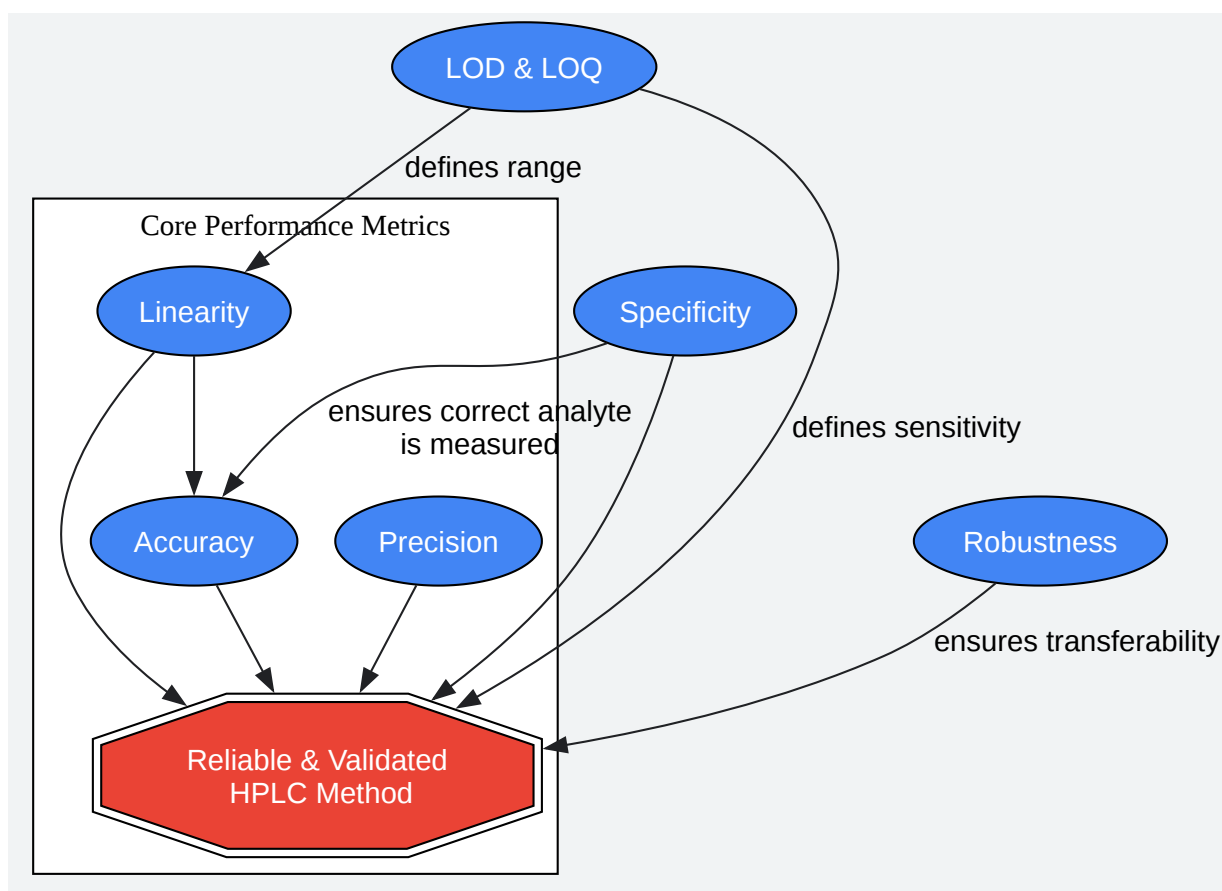 LOD & LOQ
defines range
Core Performance Metrics
Linearity
Specificity
ensures correct analyte
is measured
defines sensitivity
Accuracy
Precision
Robustness
ensures transferability
Reliable & Validated
HPLC Method